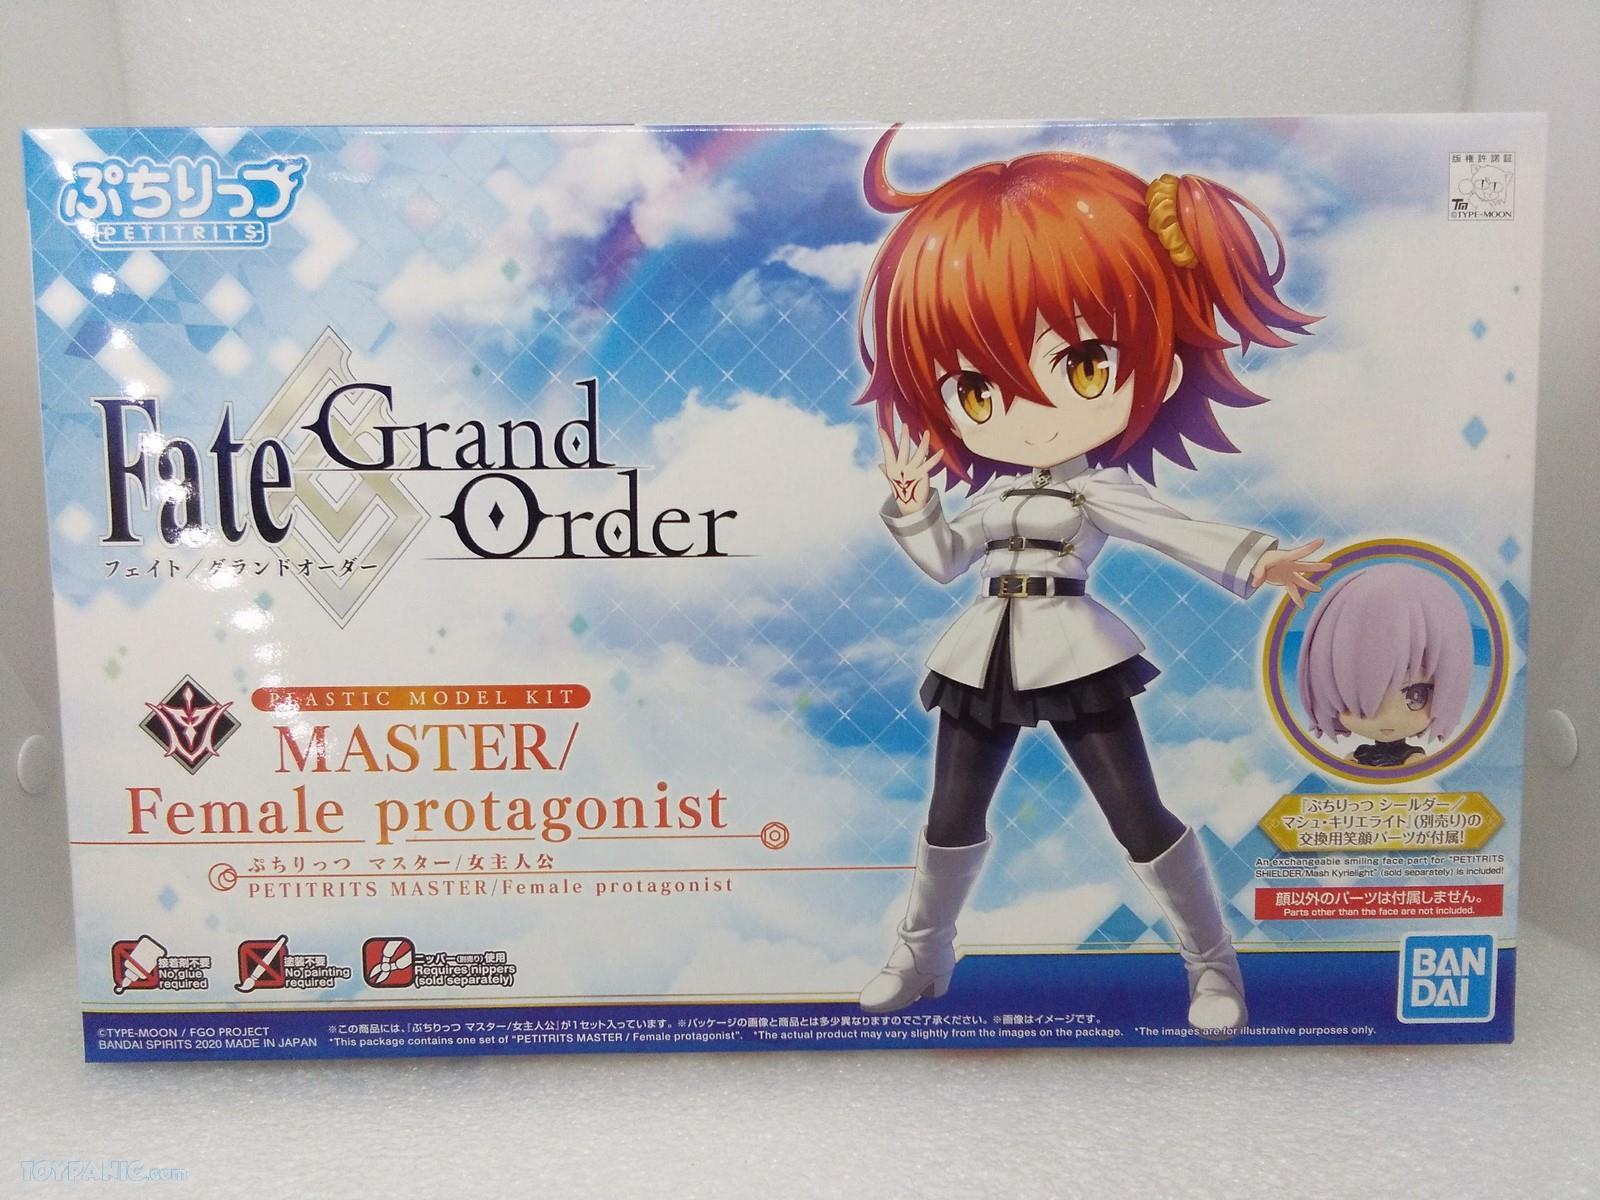 ぷちりっつ
PETITRITS
版権許諾証
TM
©TYPE-MOON
Fate
Grand
Order
フェイト／グランドオーダー
PLASTIC MODEL KIT
MASTER/
Female protagonist
ぷちりっつ マスター/女主人公
PETITRITS MASTER/Female protagonist
『ぷちりっつ シールダー／
マシュ・キリエライト』(別売り)の
交換用笑顔パーツが付属!
An exchangeable smiling face part for "PETITRITS
SHIELDER/Mash Kyrielight" (sold separately) is included!
顔以外のパーツは付属しません。
Parts other than the face are not included.
接着剤不要
No glue
required
塗装不要
No painting
required
ニッパー(別売り)使用
Requires nippers
(sold separately)
BAN
DAI
©TYPE-MOON / FGO PROJECT
BANDAI SPIRITS 2020 MADE IN JAPAN
※この商品には、『ぷちりっつ マスター/女主人公』が1セット入っています。※パッケージの画像と商品とは多少異なりますのでご了承ください。※画像はイメージです。
*This package contains one set of "PETITRITS MASTER / Female protagonist". *The actual product may vary slightly from the images on the package. *The images are for illustrative purposes only.
TOYPANIC.com